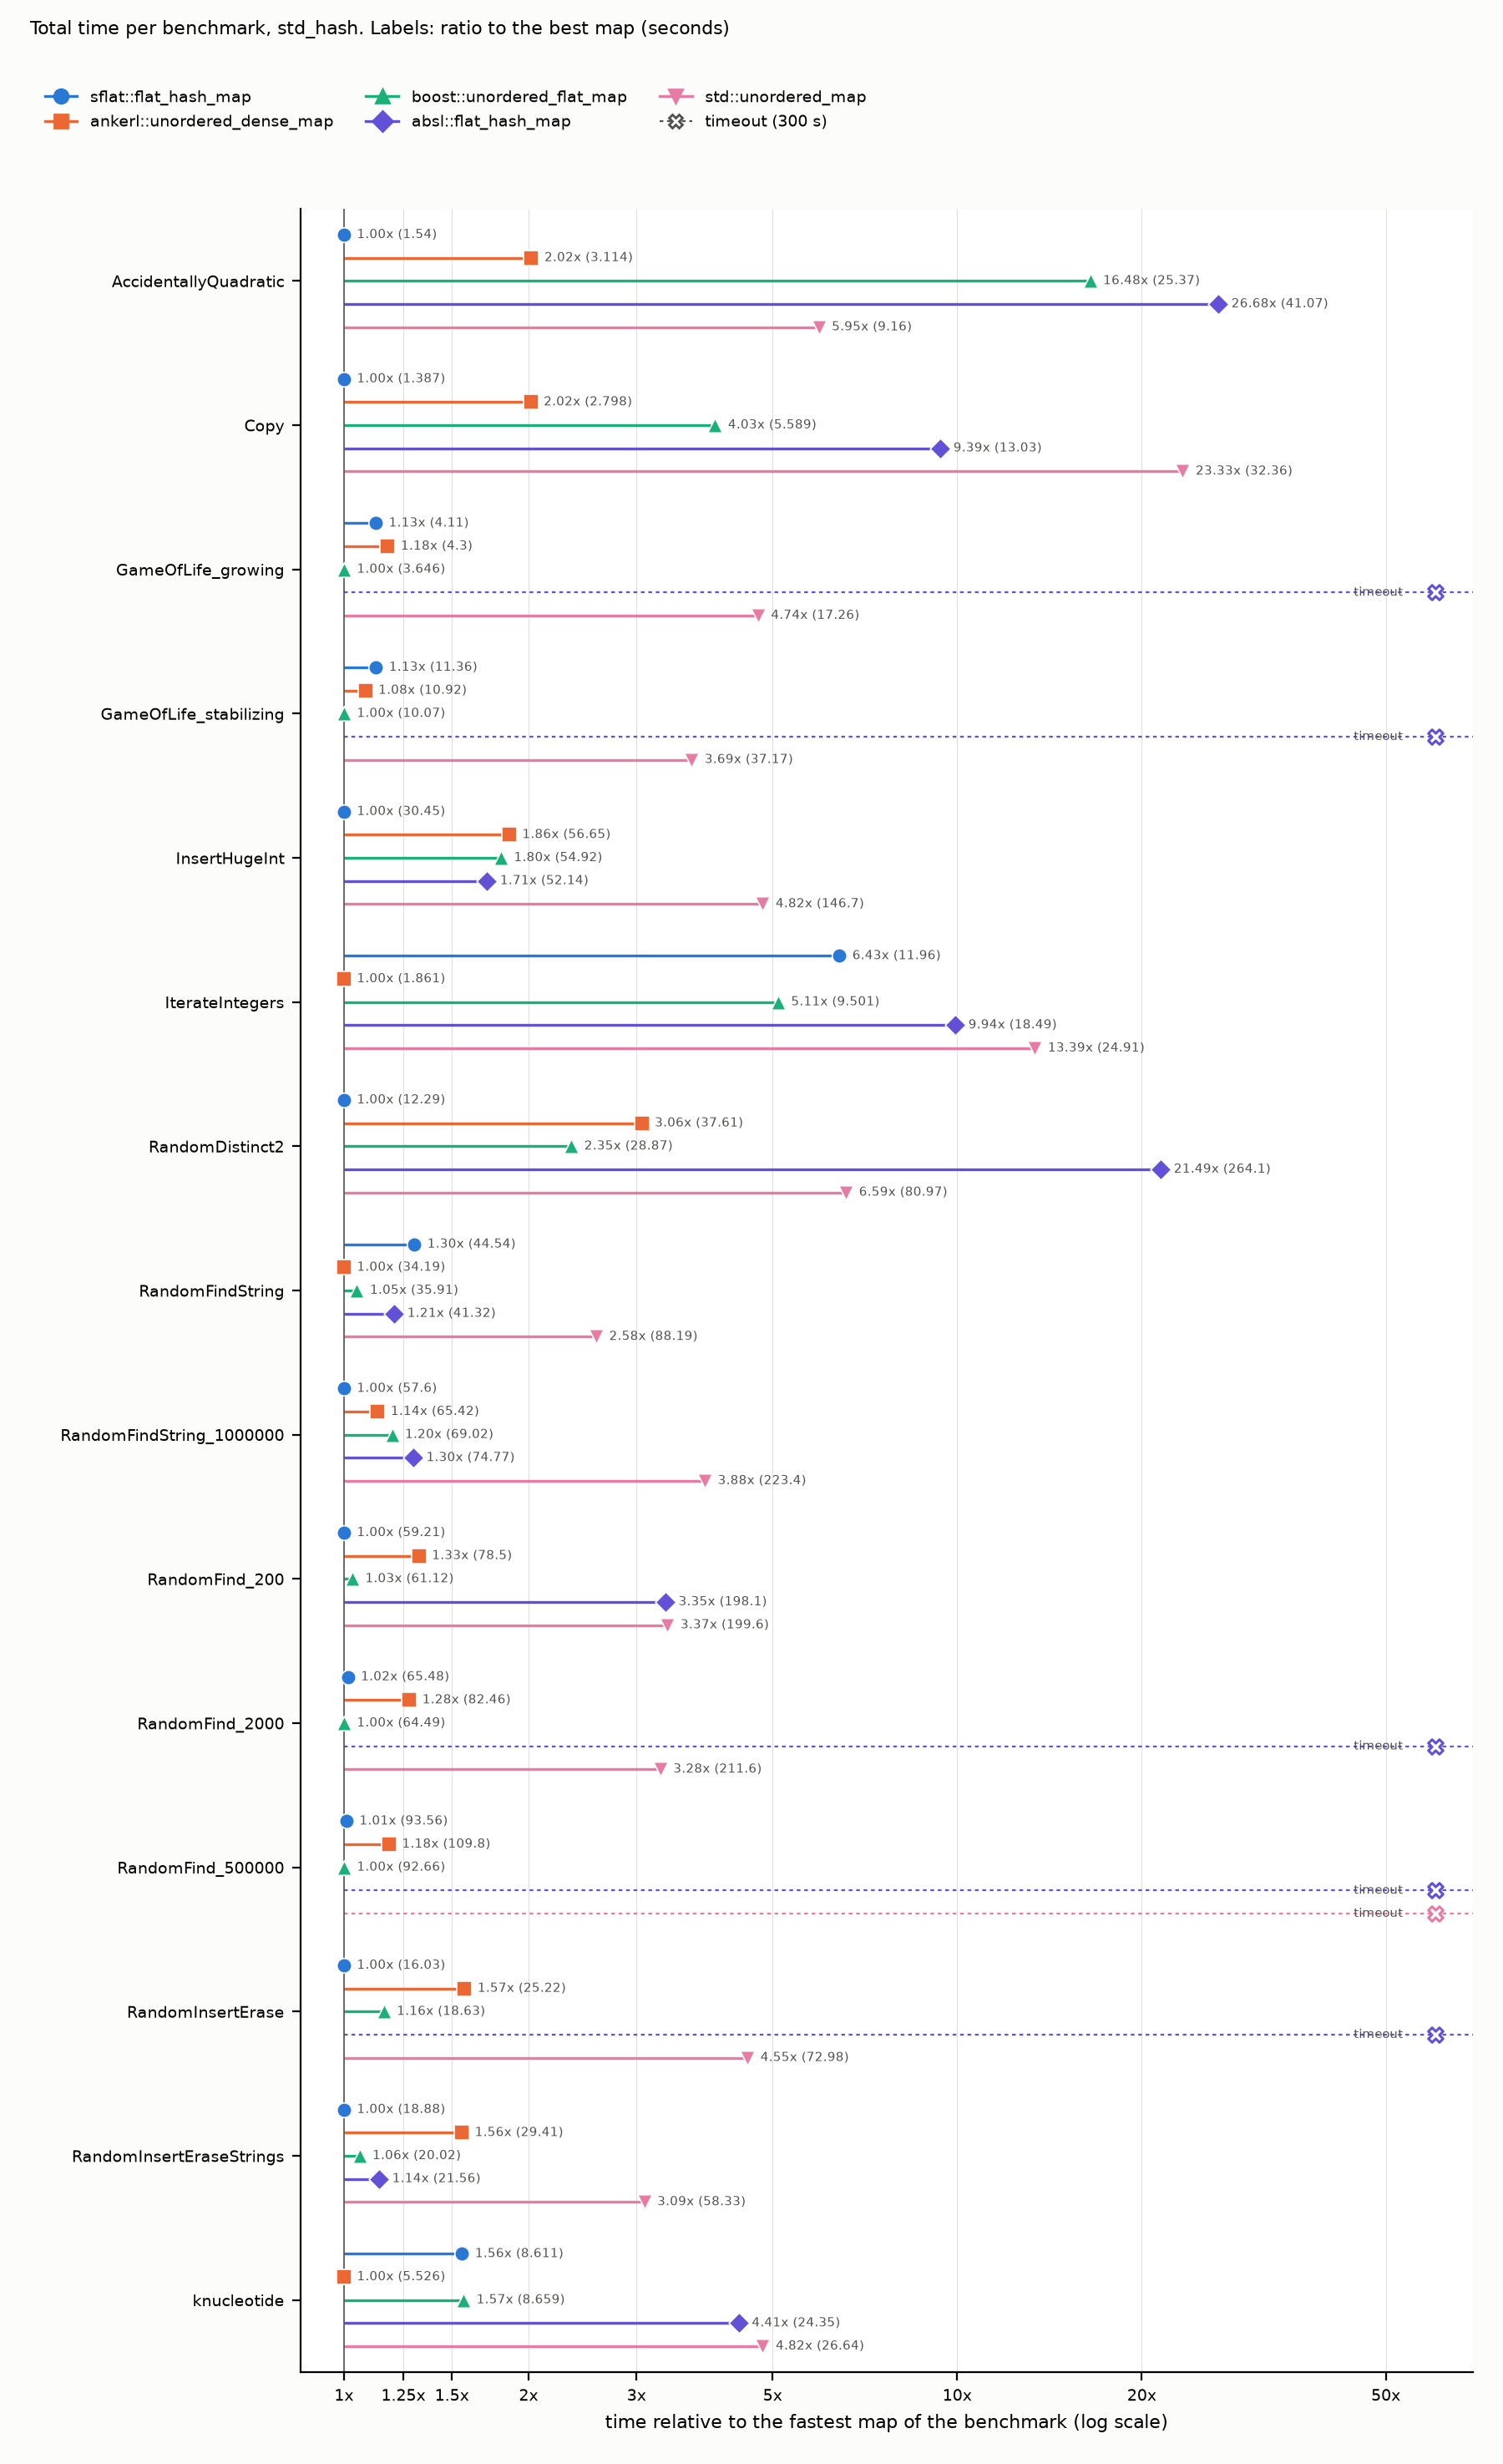 Total time per benchmark, std_hash. Labels: ratio to the best map (seconds)
sflat::flat_hash_map
boost::unordered_flat_map
std::unordered_map
ankerl::unordered_dense_map
absl::flat_hash_map
timeout (300 s)
1.00x (1.54)
2.02x (3.114)
AccidentallyQuadratic
16.48x (25.37)
26.68x (41.07)
5.95x (9.16)
1.00x (1.387)
2.02x (2.798)
Copy
4.03x (5.589)
9.39x (13.03)
23.33x (32.36)
1.13x (4.11)
1.18x (4.3)
GameOfLife_growing
1.00x (3.646)
timeout
4.74x (17.26)
1.13x (11.36)
1.08x (10.92)
GameOfLife_stabilizing
1.00x (10.07)
timeout
3.69x (37.17)
1.00x (30.45)
1.86x (56.65)
InsertHugeInt
1.80x (54.92)
1.71x (52.14)
4.82x (146.7)
6.43x (11.96)
1.00x (1.861)
IterateIntegers
5.11x (9.501)
9.94x (18.49)
13.39x (24.91)
1.00x (12.29)
3.06x (37.61)
RandomDistinct2
2.35x (28.87)
21.49x (264.1)
6.59x (80.97)
1.30x (44.54)
1.00x (34.19)
RandomFindString
1.05x (35.91)
1.21x (41.32)
2.58x (88.19)
1.00x (57.6)
1.14x (65.42)
RandomFindString_1000000
1.20x (69.02)
1.30x (74.77)
3.88x (223.4)
1.00x (59.21)
1.33x (78.5)
RandomFind_200
1.03x (61.12)
3.35x (198.1)
3.37x (199.6)
1.02x (65.48)
1.28x (82.46)
RandomFind_2000
1.00x (64.49)
timeout
3.28x (211.6)
1.01x (93.56)
1.18x (109.8)
RandomFind_500000
1.00x (92.66)
timeout
timeout
1.00x (16.03)
1.57x (25.22)
RandomInsertErase
1.16x (18.63)
timeout
4.55x (72.98)
1.00x (18.88)
1.56x (29.41)
RandomInsertEraseStrings
1.06x (20.02)
1.14x (21.56)
3.09x (58.33)
1.56x (8.611)
1.00x (5.526)
knucleotide
1.57x (8.659)
4.41x (24.35)
4.82x (26.64)
1x 1.25x 1.5x 2x 3x 5x 10x 20x 50x
time relative to the fastest map of the benchmark (log scale)